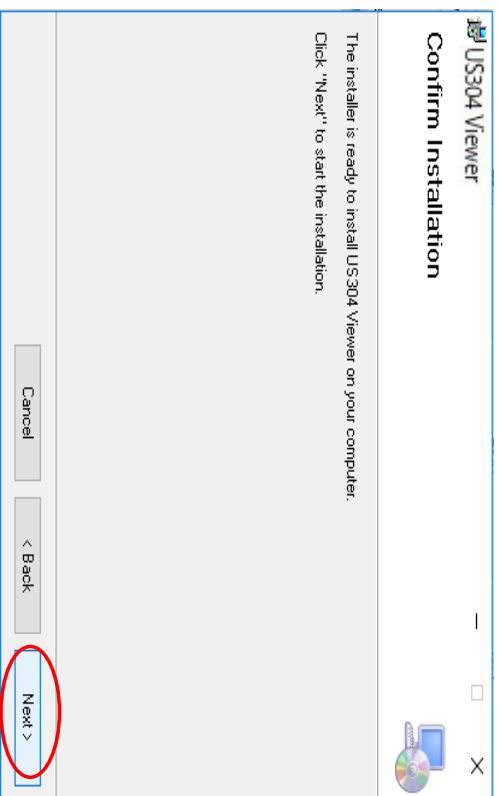 US304 Viewer
Confirm Installation
The installer is ready to install US304 Viewer on your computer.
Click "Next" to start the installation.
Cancel
< Back
Next >